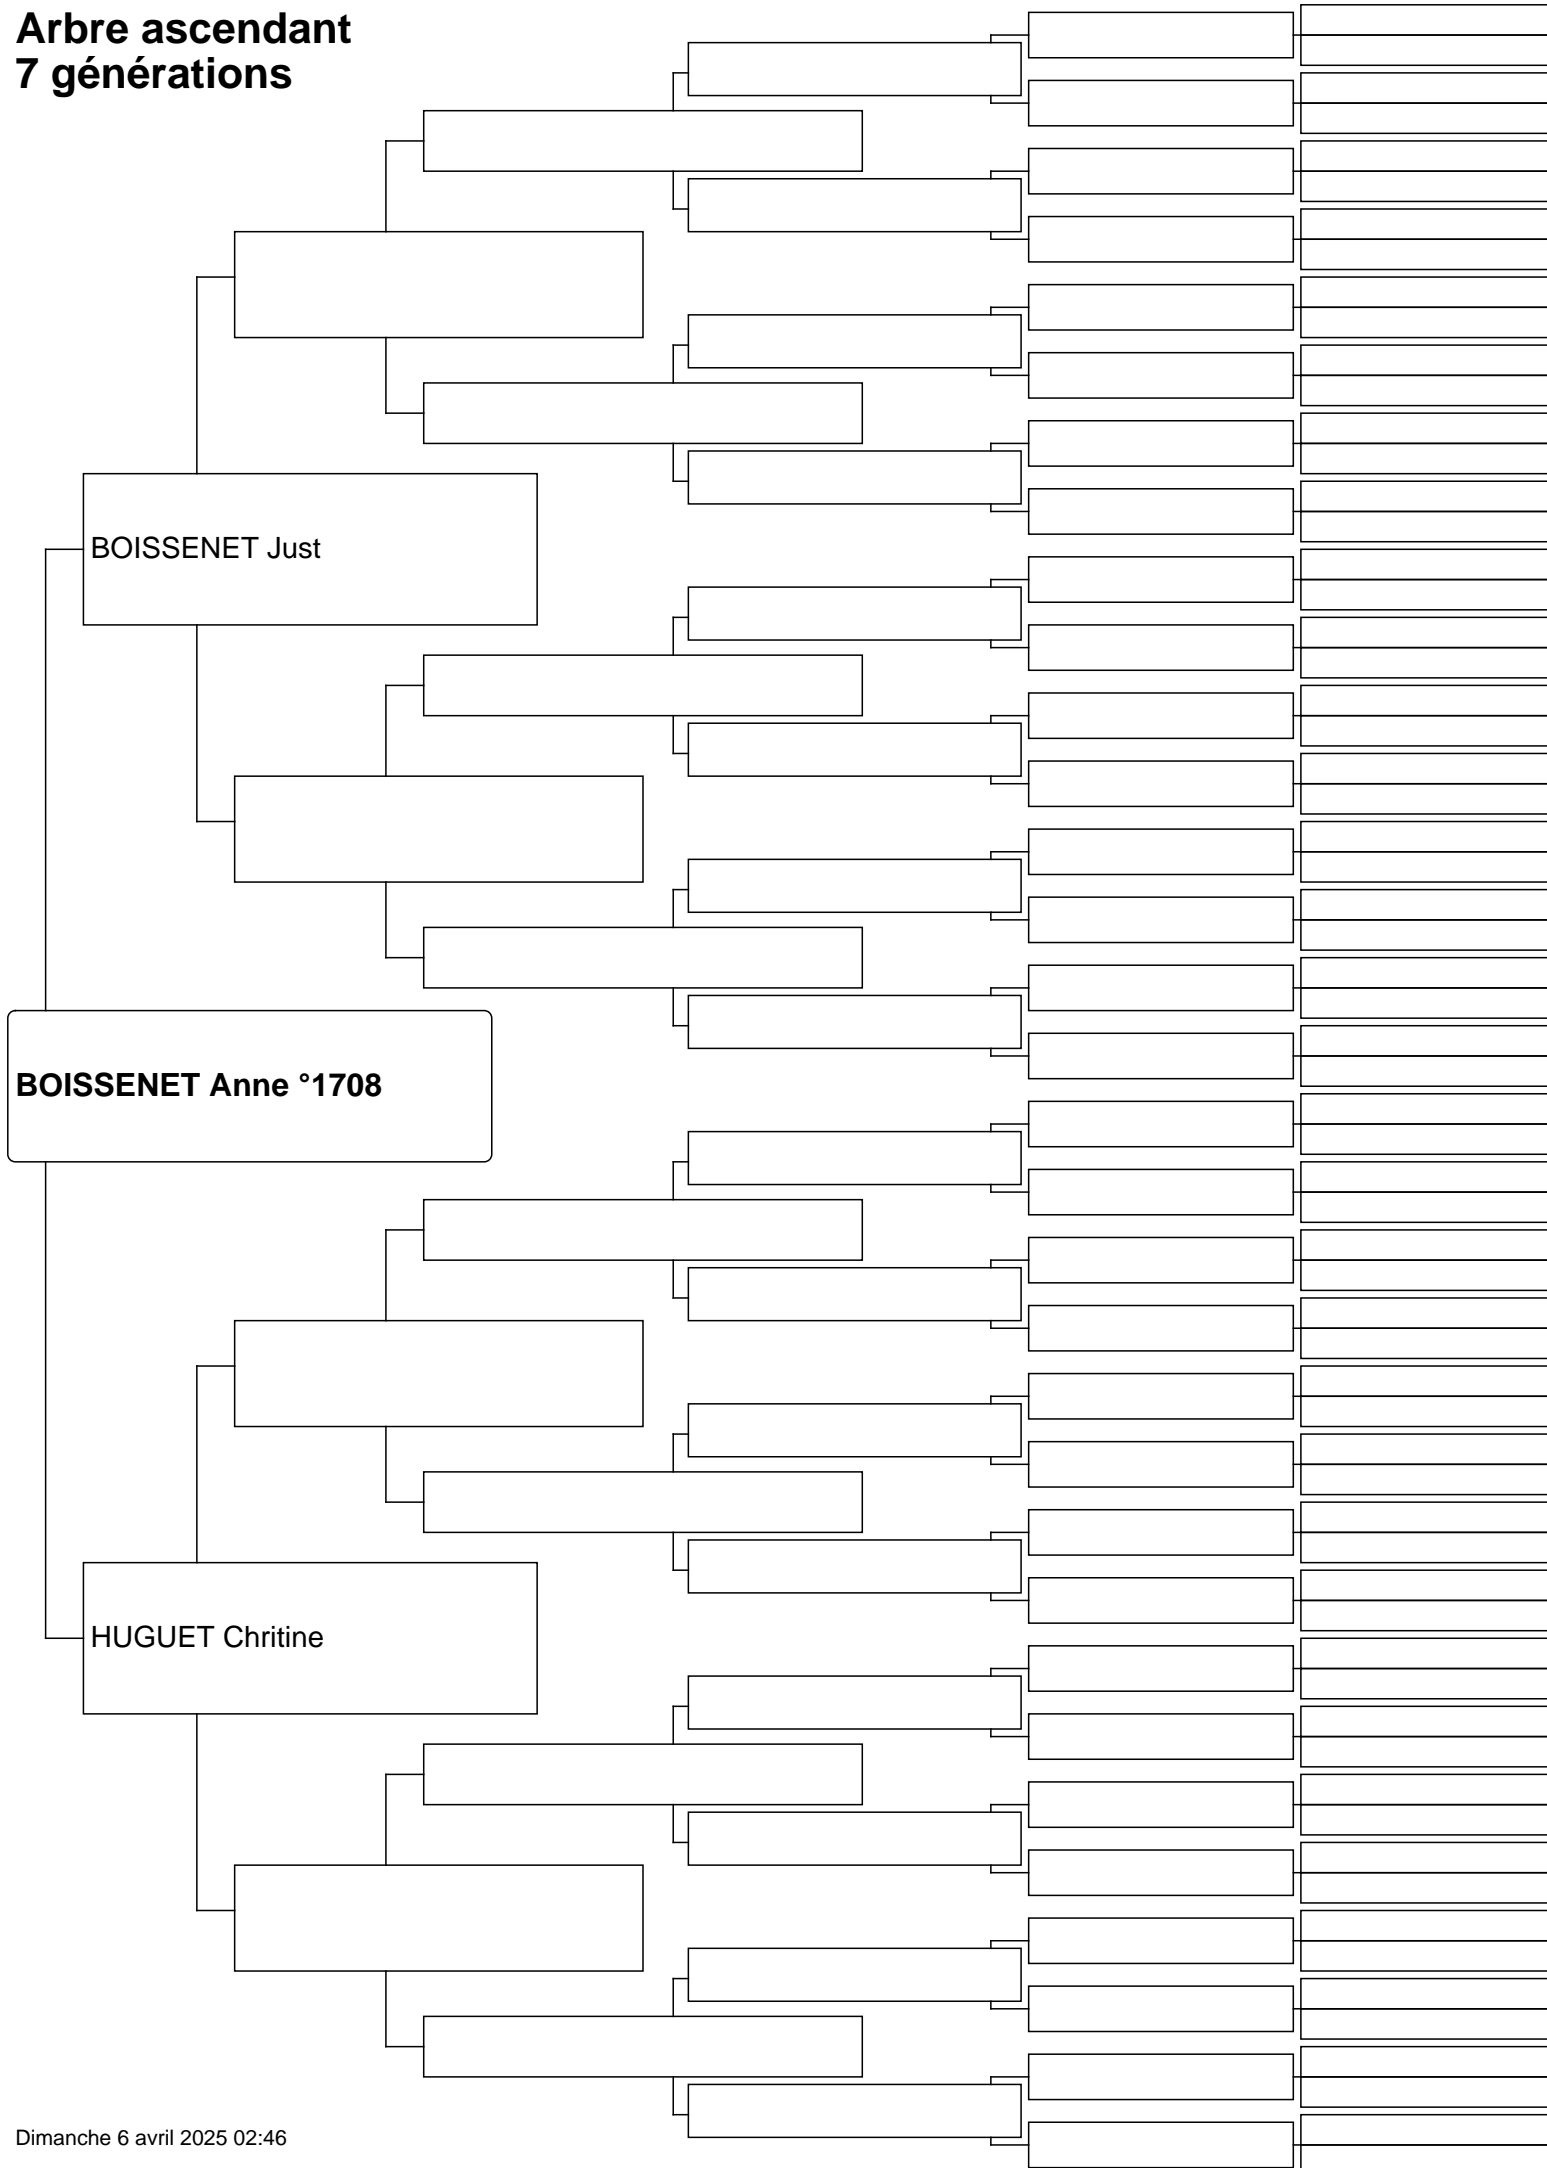 Arbre ascendant
7 générations
BOISSENET Just
BOISSENET Anne °1708
HUGUET Chritine
Dimanche 6 avril 2025 02:46